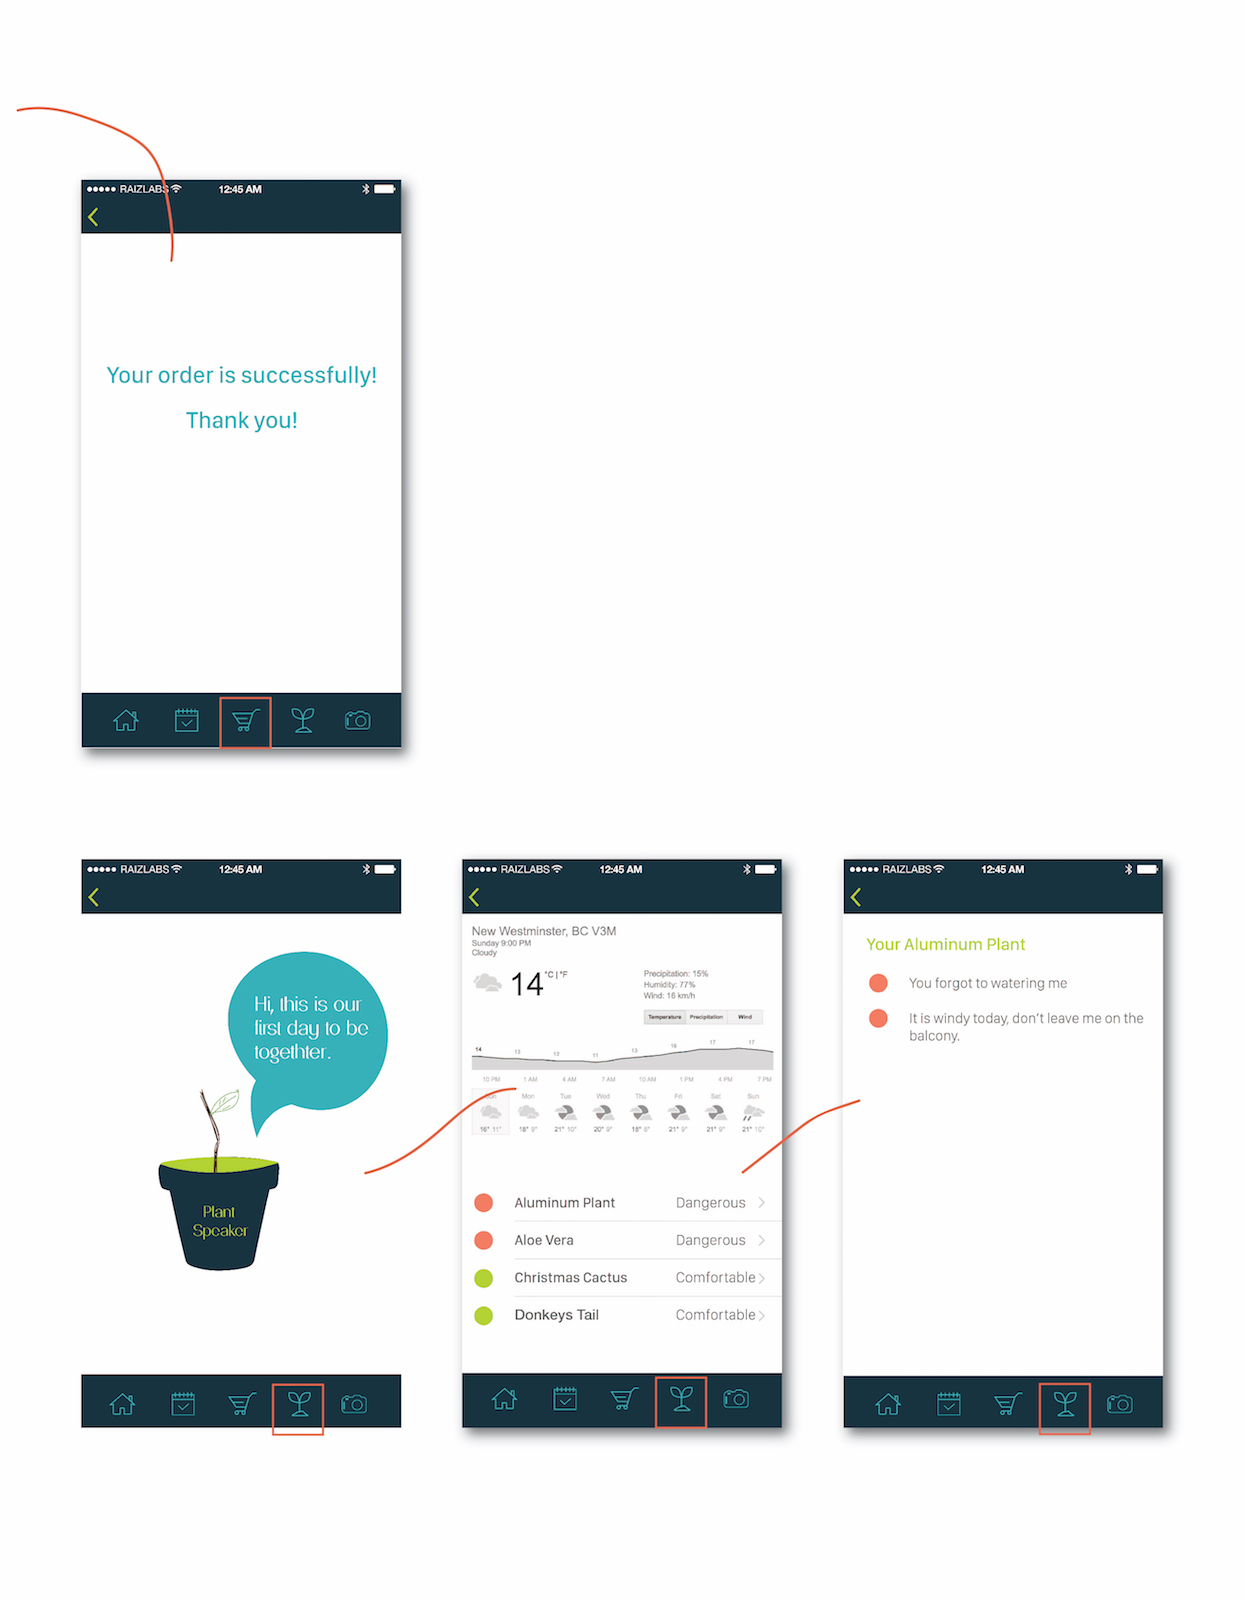 RAIZLABS 12:45 AM
Your order is successfully!
Thank you!
RAIZLABS 12:45 AM
Hi, this is our
first day to be
togethter.
Plant
Speaker
RAIZLABS 12:45 AM
New Westminster, BC V3M
Sunday 9:00 PM
Cloudy
14 °C | °F
Precipitation: 15%
Humidity: 77%
Wind: 16 km/h
Temperature Precipitation Wind
14 13 13 11 13 16 17 17
10 PM 1 AM 4 AM 7 AM 10 AM 1 PM 4 PM 7 PM
Sun Mon Tue Wed Thu Fri Sat Sun
16° 11° 18° 9° 21° 10° 20° 9° 18° 8° 21° 9° 21° 9° 21° 10°
Aluminum Plant Dangerous
Aloe Vera Dangerous
Christmas Cactus Comfortable
Donkeys Tail Comfortable
RAIZLABS 12:45 AM
Your Aluminum Plant
You forgot to watering me
It is windy today, don't leave me on the
balcony.